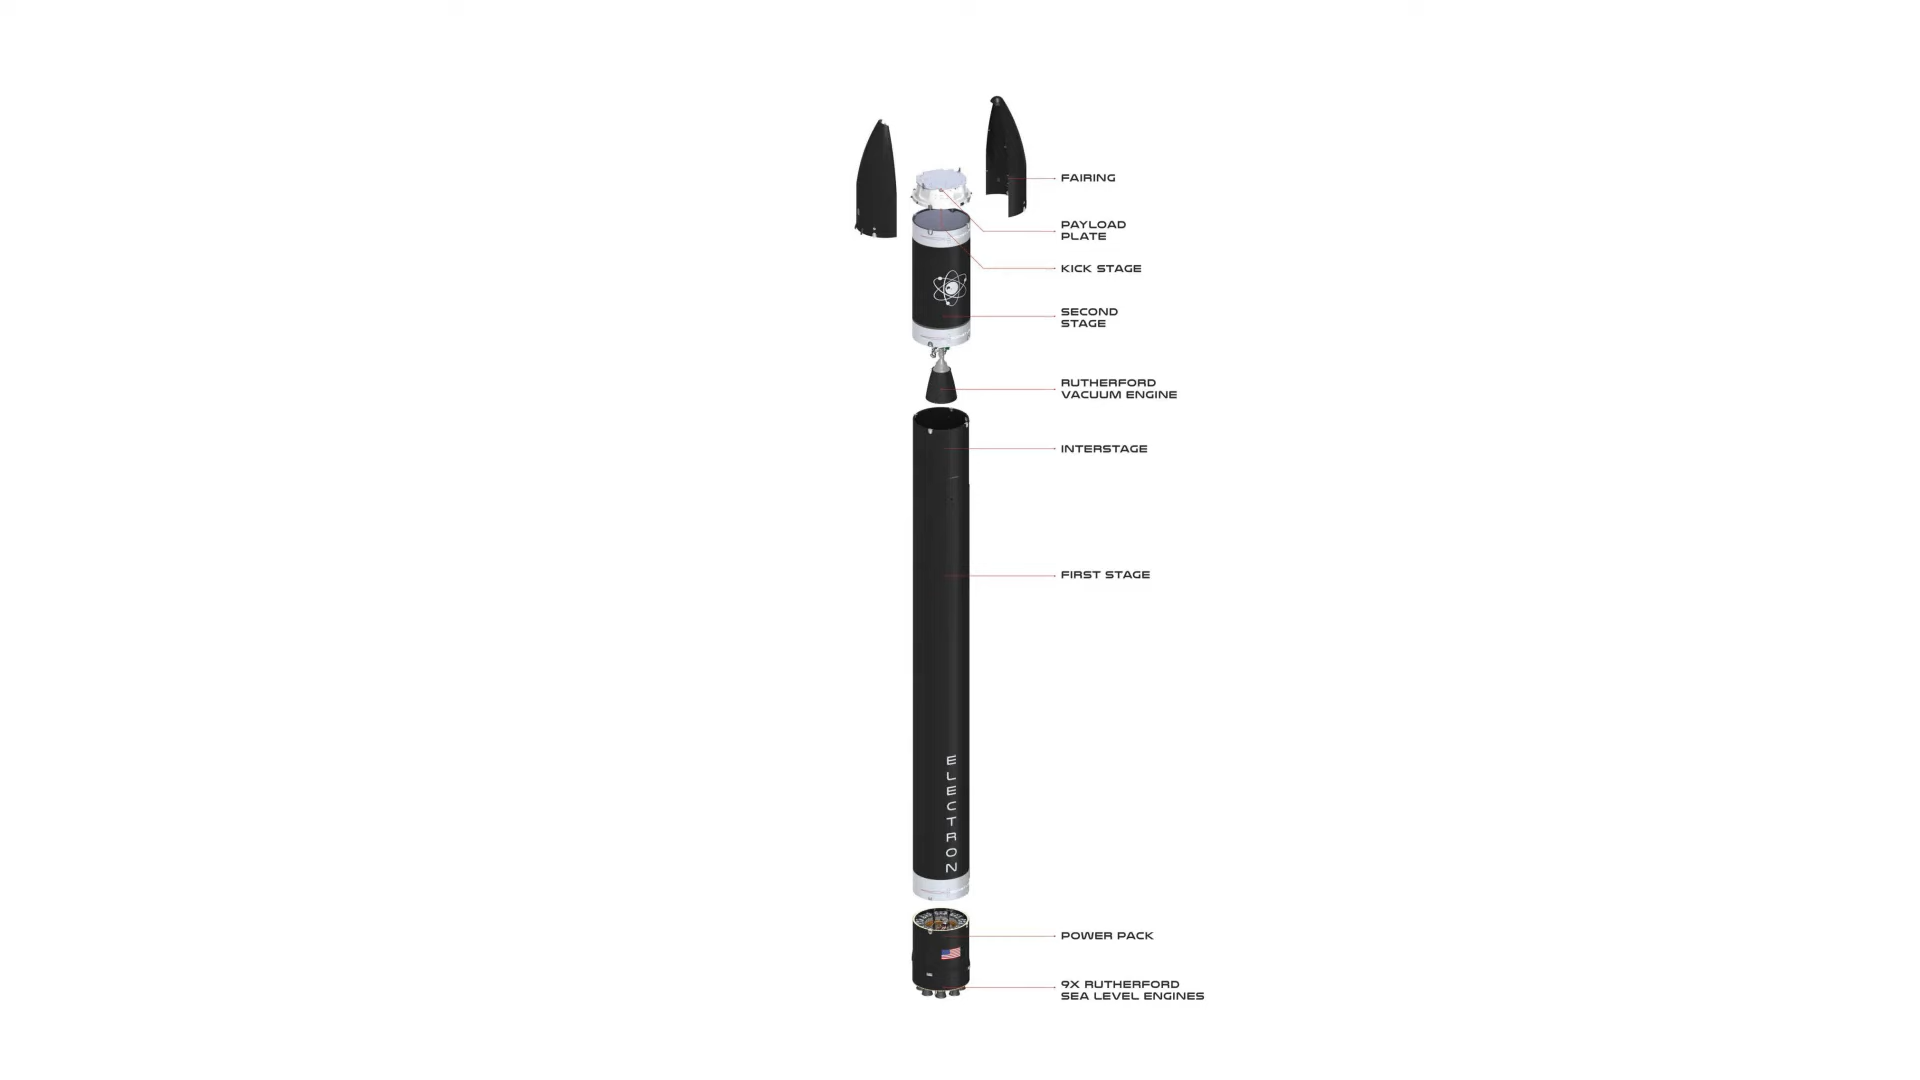 FAIRING
PAYLOAD
PLATE
KICK STAGE
SECOND
STAGE
RUTHERFORD
VACUUM ENGINE
INTERSTAGE
FIRST STAGE
ELECTRON
POWER PACK
9X RUTHERFORD
SEA LEVEL ENGINES